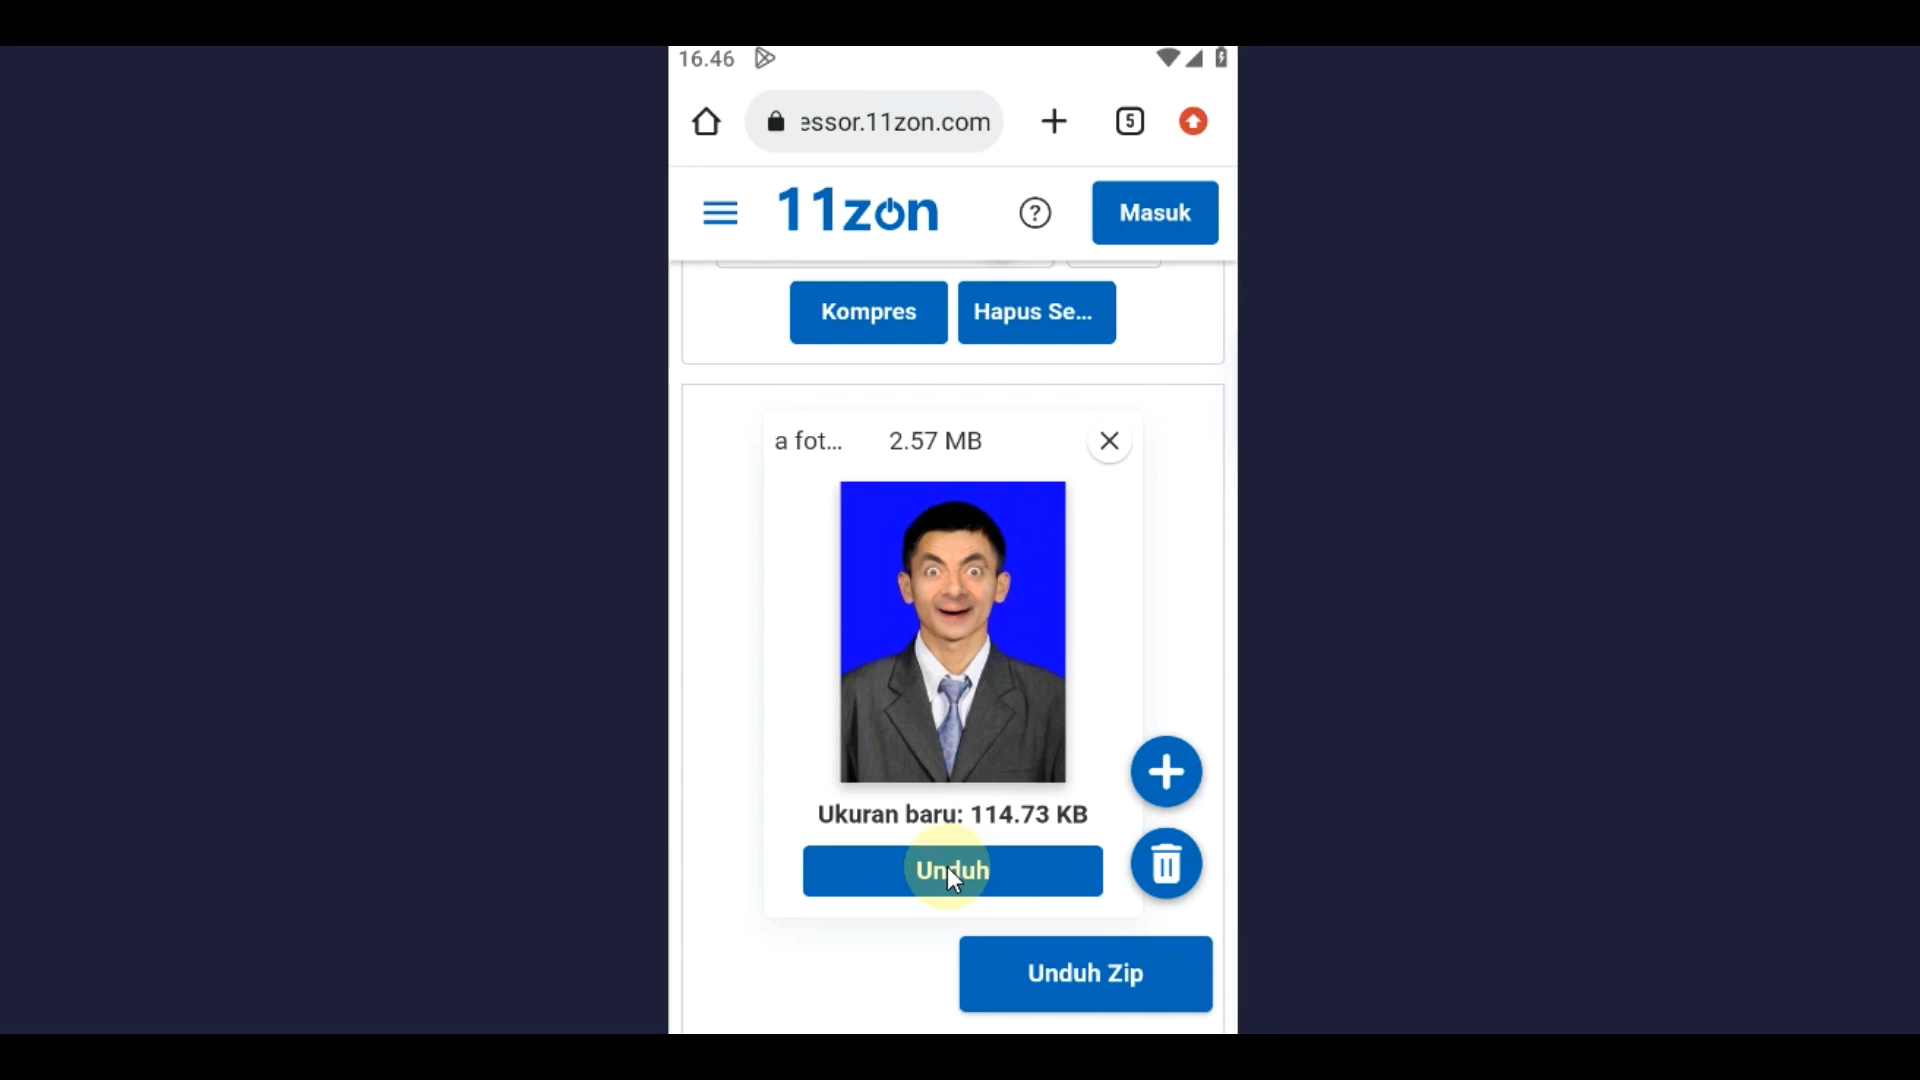 16.46
essor.11zon.com
5
11zon
?
Masuk
Kompres
Hapus Se...
a fot...
2.57 MB
Ukuran baru: 114.73 KB
Unduh
Unduh Zip